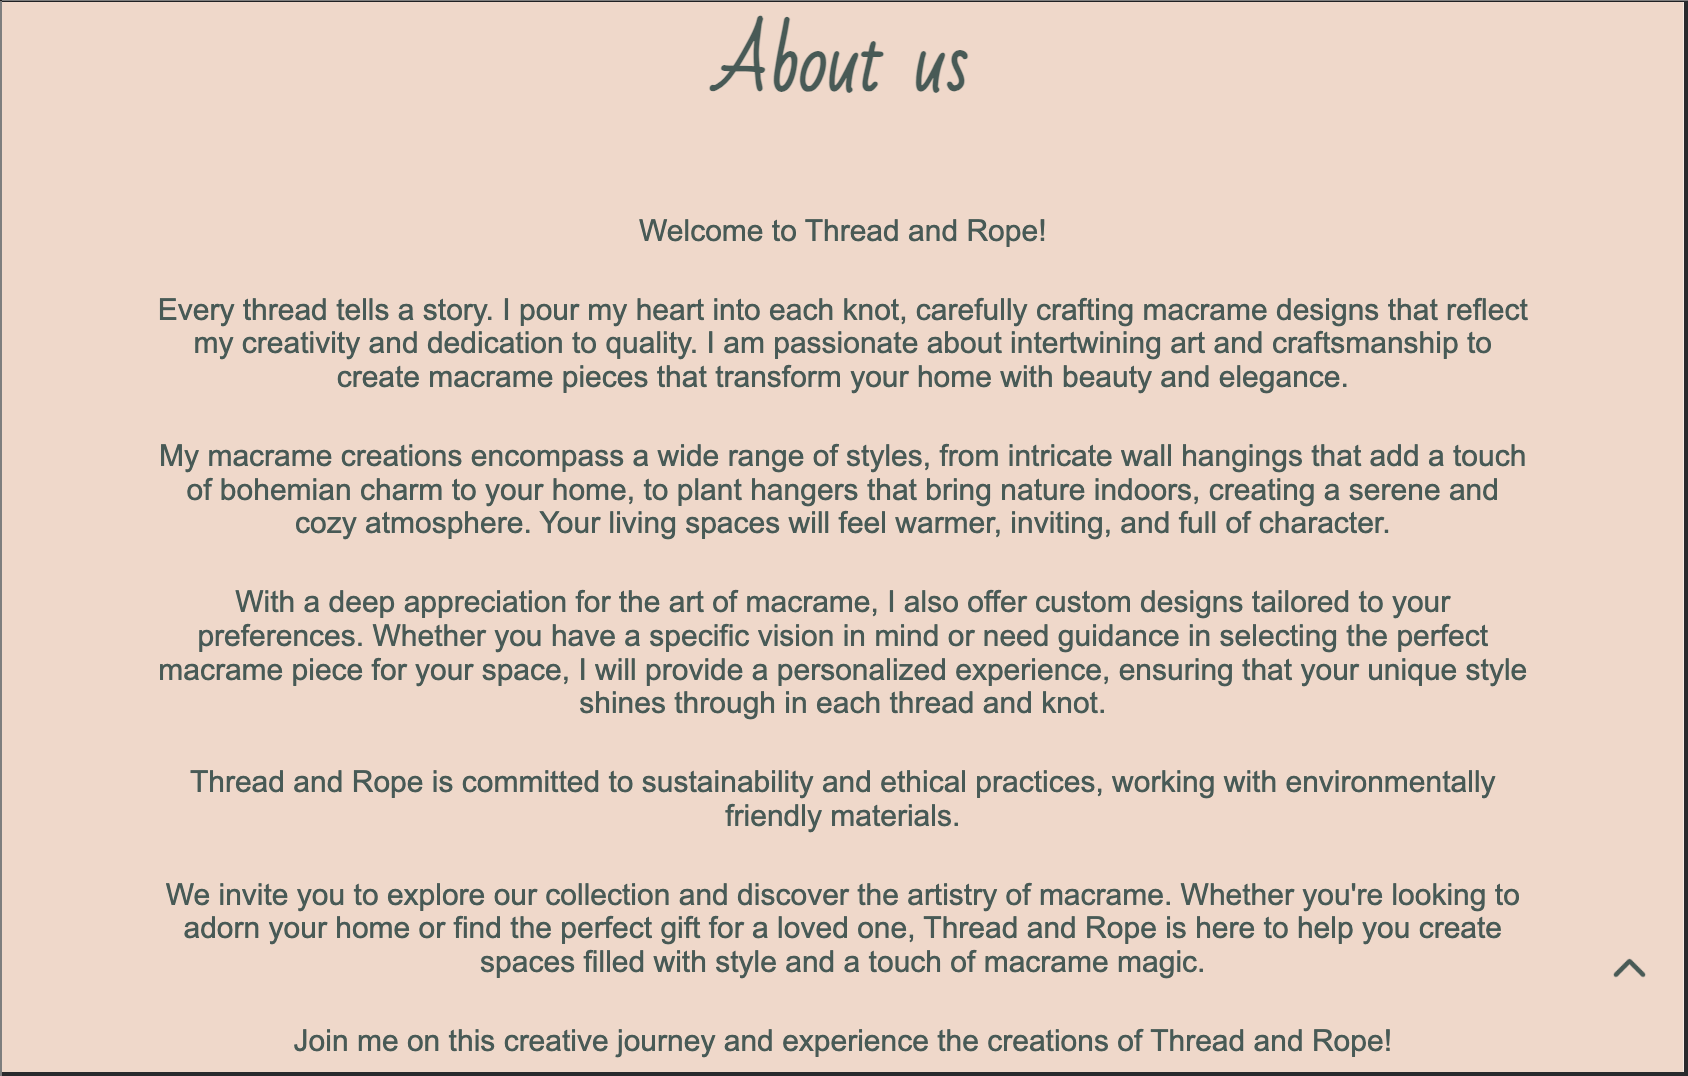 About us
Welcome to Thread and Rope!
Every thread tells a story. I pour my heart into each knot, carefully crafting macrame designs that reflect
my creativity and dedication to quality. I am passionate about intertwining art and craftsmanship to
create macrame pieces that transform your home with beauty and elegance.
My macrame creations encompass a wide range of styles, from intricate wall hangings that add a touch
of bohemian charm to your home, to plant hangers that bring nature indoors, creating a serene and
cozy atmosphere. Your living spaces will feel warmer, inviting, and full of character.
With a deep appreciation for the art of macrame, I also offer custom designs tailored to your
preferences. Whether you have a specific vision in mind or need guidance in selecting the perfect
macrame piece for your space, I will provide a personalized experience, ensuring that your unique style
shines through in each thread and knot.
Thread and Rope is committed to sustainability and ethical practices, working with environmentally
friendly materials.
We invite you to explore our collection and discover the artistry of macrame. Whether you're looking to
adorn your home or find the perfect gift for a loved one, Thread and Rope is here to help you create
spaces filled with style and a touch of macrame magic.
Join me on this creative journey and experience the creations of Thread and Rope!